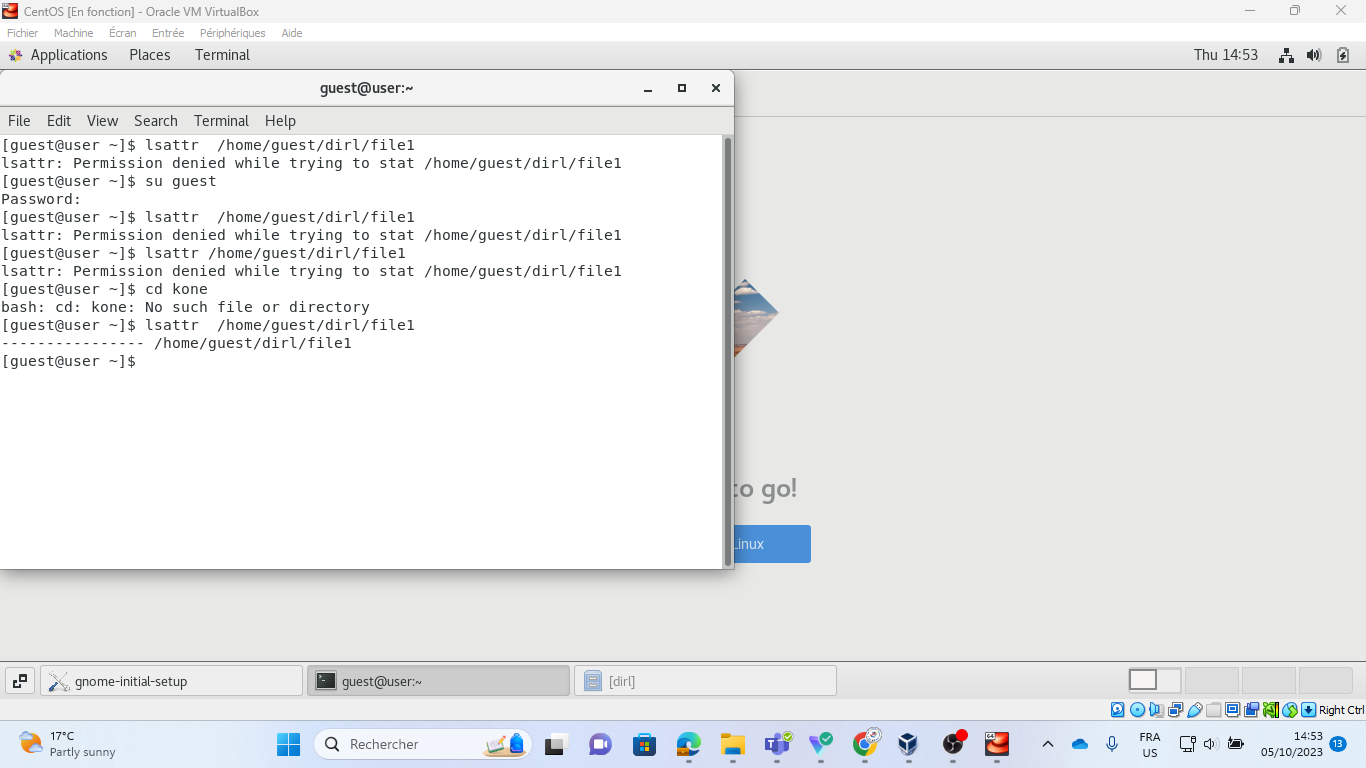 CentOS [En fonction] - Oracle VM VirtualBox
Fichier Machine Écran Entrée Périphériques Aide
Applications Places Terminal Thu 14:53
guest@user:~
File Edit View Search Terminal Help
[guest@user ~]$ lsattr  /home/guest/dirl/file1
lsattr: Permission denied while trying to stat /home/guest/dirl/file1
[guest@user ~]$ su guest
Password:
[guest@user ~]$ lsattr  /home/guest/dirl/file1
lsattr: Permission denied while trying to stat /home/guest/dirl/file1
[guest@user ~]$ lsattr /home/guest/dirl/file1
lsattr: Permission denied while trying to stat /home/guest/dirl/file1
[guest@user ~]$ cd kone
bash: cd: kone: No such file or directory
[guest@user ~]$ lsattr  /home/guest/dirl/file1
---------------- /home/guest/dirl/file1
[guest@user ~]$
to go!
Linux
gnome-initial-setup guest@user:~ [dirl]
Right Ctrl
17°C
Partly sunny
Rechercher
FRA
US
14:53
05/10/2023
13